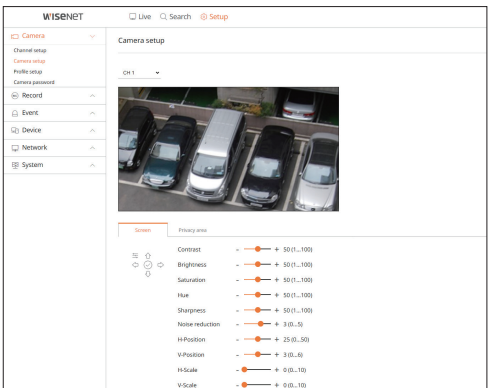 WISENET
Live Search Setup
Camera
Channel setup
Camera setup
Profile setup
Camera password
Record
Event
Device
Network
System
Camera setup
CH 1
Screen Privacy area
Contrast - + 50 (1...100)
Brightness - + 50 (1...100)
Saturation - + 50 (1...100)
Hue - + 50 (1...100)
Sharpness - + 50 (1...100)
Noise reduction - + 3 (0...5)
H-Position - + 25 (0...50)
V-Position - + 3 (0...6)
H-Scale - + 0 (0...10)
V-Scale - + 0 (0...10)